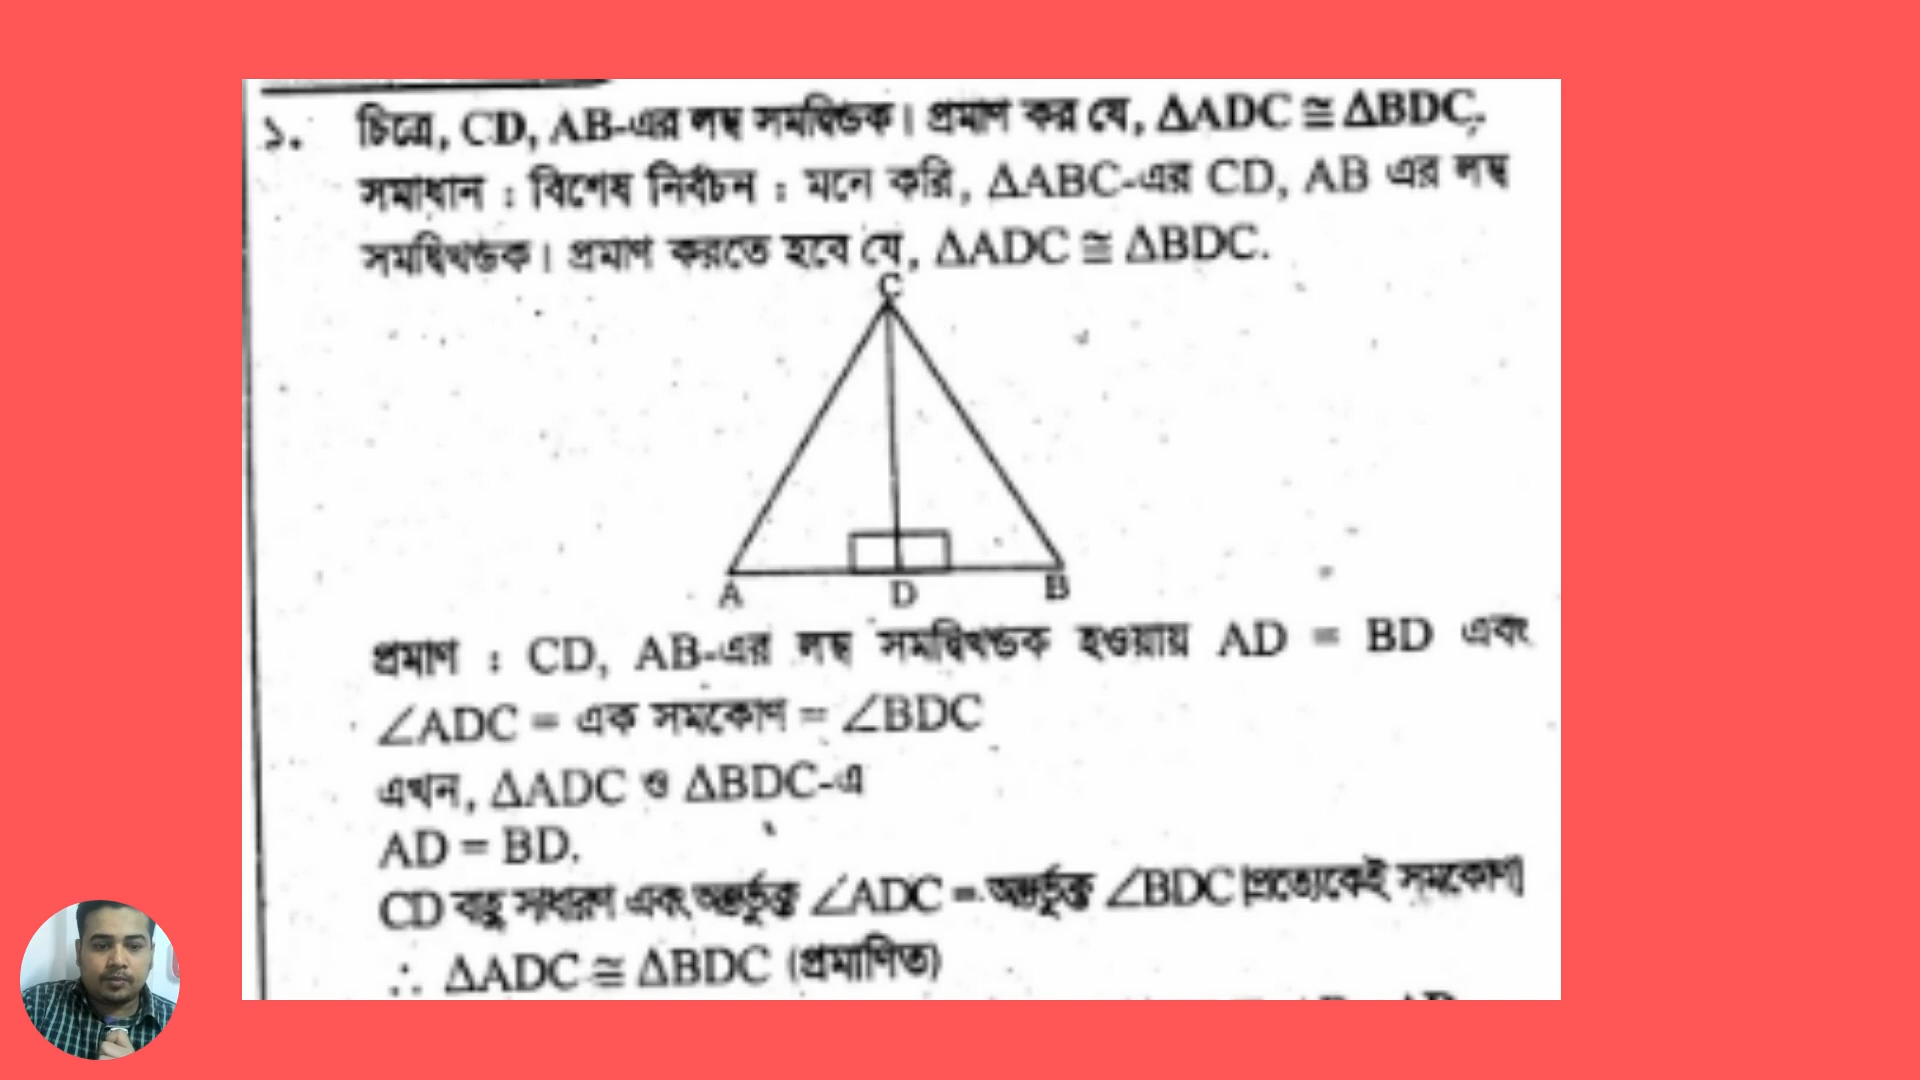 ১. চিত্রে, CD, AB-এর লম্ব সমদ্বিখন্ডক। প্রমাণ কর যে, ΔADC ≅ ΔBDC.
সমাধান : বিশেষ নির্বচন : মনে করি, ΔABC-এর CD, AB এর লম্ব
সমদ্বিখন্ডক। প্রমাণ করতে হবে যে, ΔADC ≅ ΔBDC.
C
A D B
প্রমাণ : CD, AB-এর লম্ব সমদ্বিখন্ডক হওয়ায় AD = BD এবং
∠ADC = এক সমকোণ = ∠BDC
এখন, ΔADC ও ΔBDC-এ
AD = BD.
CD বাহু সাধারণ এবং অন্তর্ভুক্ত ∠ADC = অন্তর্ভুক্ত ∠BDC [প্রত্যেকেই সমকোণ]
∴ ΔADC ≅ ΔBDC (প্রমাণিত)